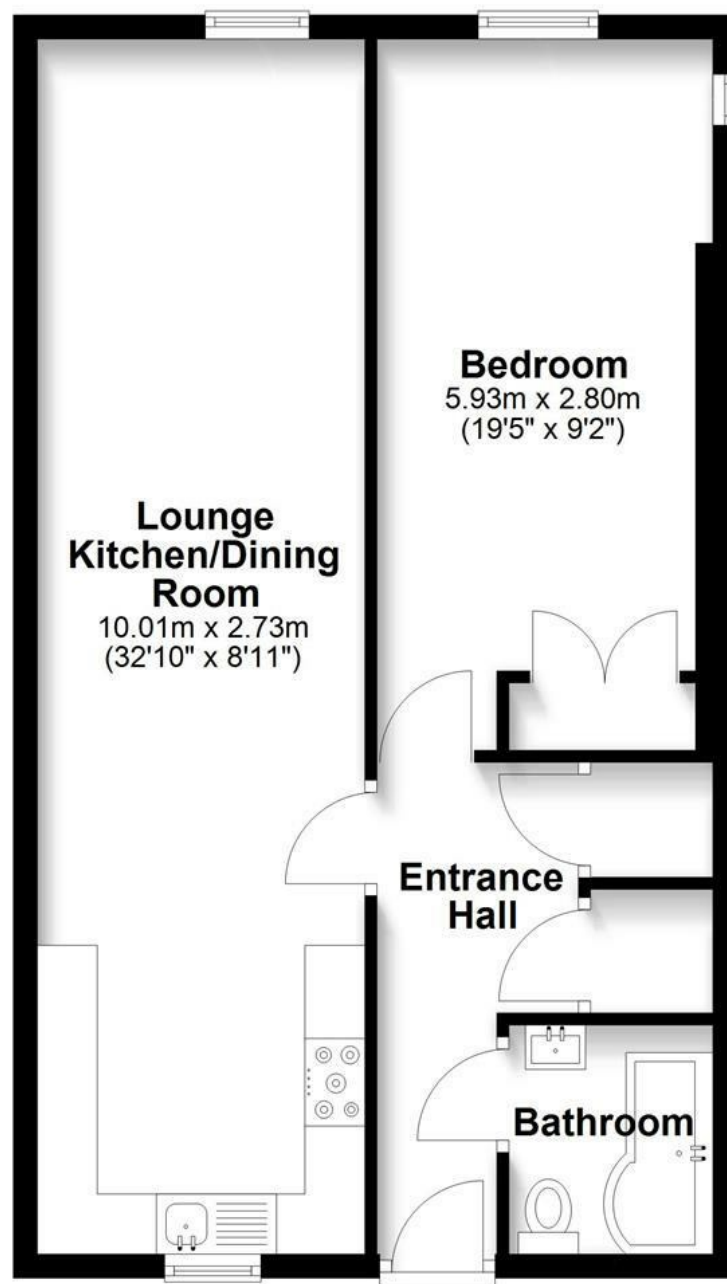 Bedroom
5.93m x 2.80m
(19'5" x 9'2")
Lounge
Kitchen/Dining
Room
10.01m x 2.73m
(32'10" x 8'11")
Entrance
Hall
Bathroom